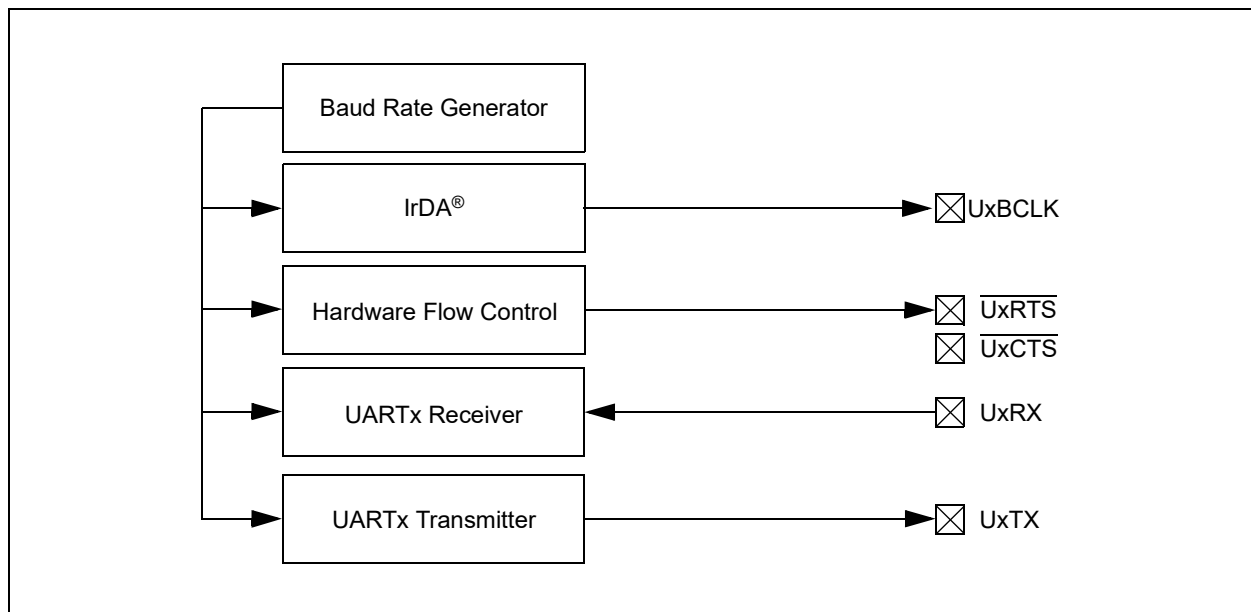 Baud Rate Generator
IrDA®
UxBCLK
Hardware Flow Control
UxRTS
UxCTS
UARTx Receiver
UxRX
UARTx Transmitter
UxTX